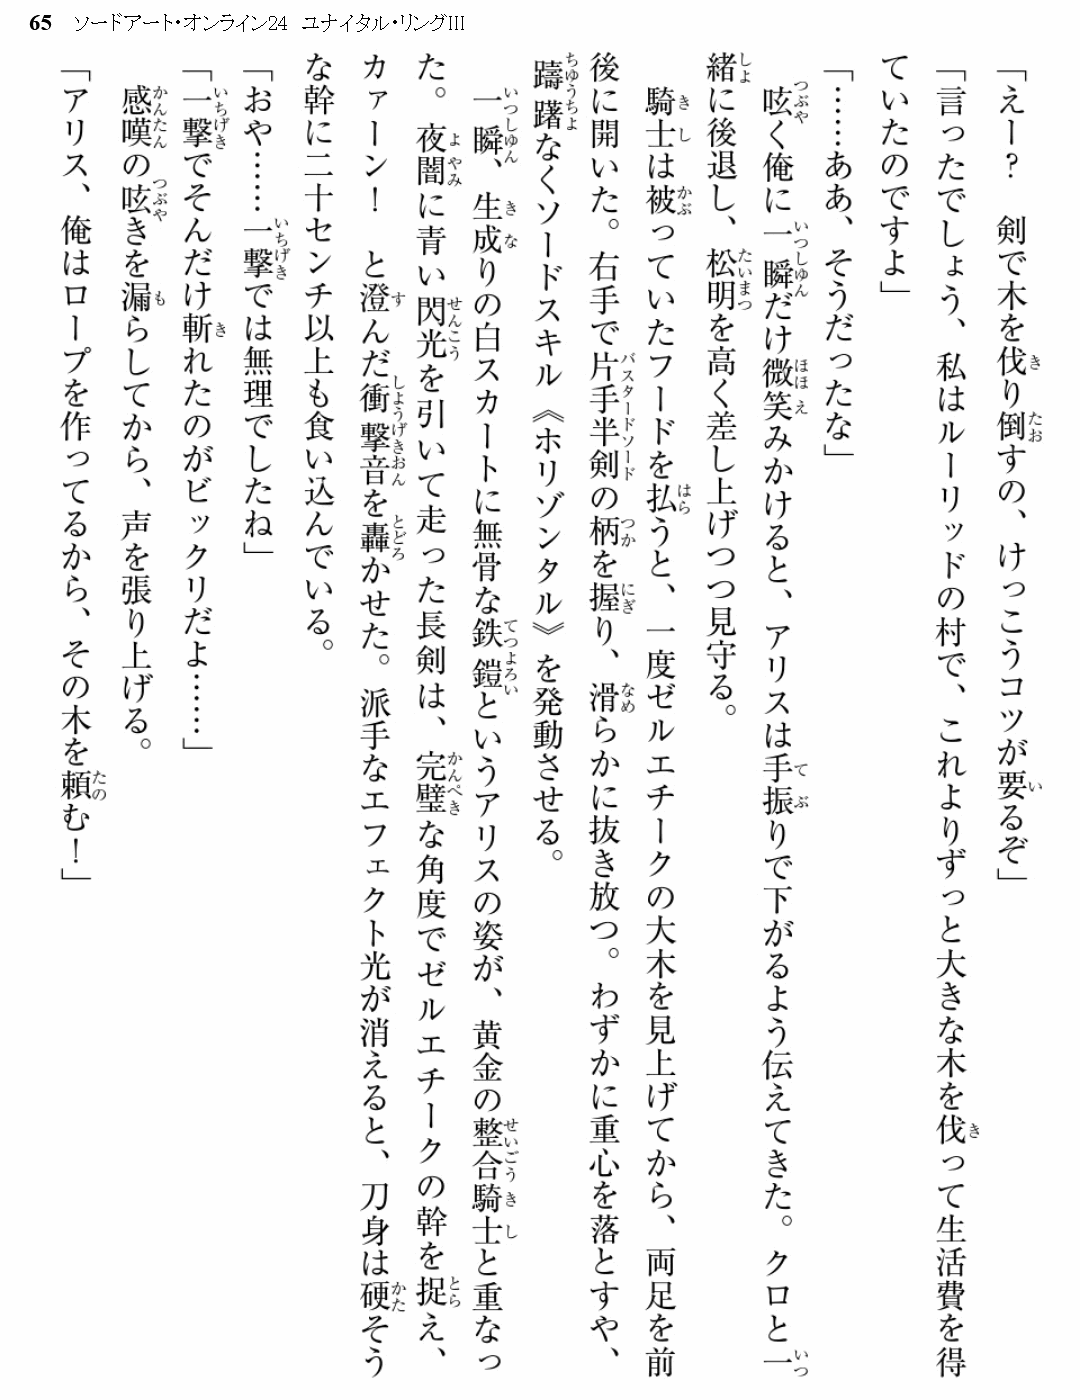 65 ソードアート・オンライン24 ユナイタル・リングIII
「えー？　剣で木を伐り倒すの、けっこうコツが要るぞ」
「言ったでしょう、私はルーリッドの村で、これよりずっと大きな木を伐って生活費を得
ていたのですよ」
「……ああ、そうだったな」
　呟く俺に一瞬だけ微笑みかけると、アリスは手振りで下がるよう伝えてきた。クロと一
緒に後退し、松明を高く差し上げつつ見守る。
　騎士は被っていたフードを払うと、一度ゼルエチークの大木を見上げてから、両足を前
後に開いた。右手で片手半剣の柄を握り、滑らかに抜き放つ。わずかに重心を落とすや、
躊躇なくソードスキル《ホリゾンタル》を発動させる。
　一瞬、生成りの白スカートに無骨な鉄鎧というアリスの姿が、黄金の整合騎士と重なっ
た。夜闇に青い閃光を引いて走った長剣は、完璧な角度でゼルエチークの幹を捉え、
カァーン！　と澄んだ衝撃音を轟かせた。派手なエフェクト光が消えると、刀身は硬そう
な幹に二十センチ以上も食い込んでいる。
「おや……一撃では無理でしたね」
「一撃でそんだけ斬れたのがビックリだよ……」
　感嘆の呟きを漏らしてから、声を張り上げる。
「アリス、俺はロープを作ってるから、その木を頼む！」